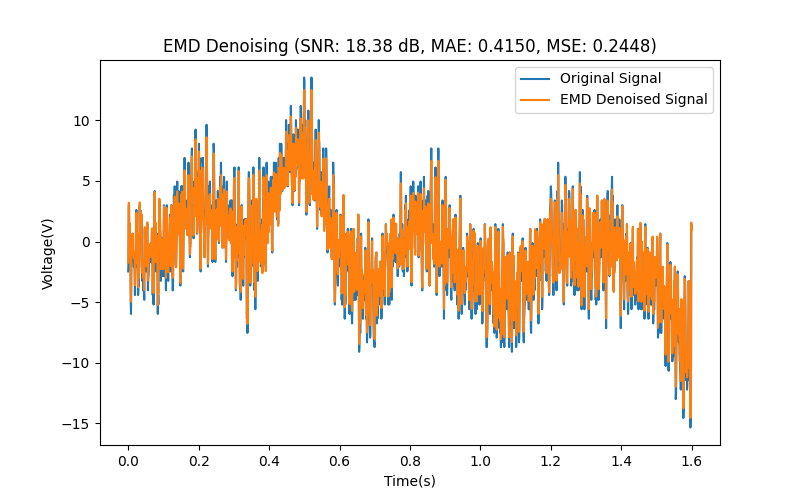 EMD Denoising (SNR: 18.38 dB, MAE: 0.4150, MSE: 0.2448)
Original Signal
EMD Denoised Signal
10
5
0
−5
−10
−15
Voltage(V)
0.0 0.2 0.4 0.6 0.8 1.0 1.2 1.4 1.6
Time(s)